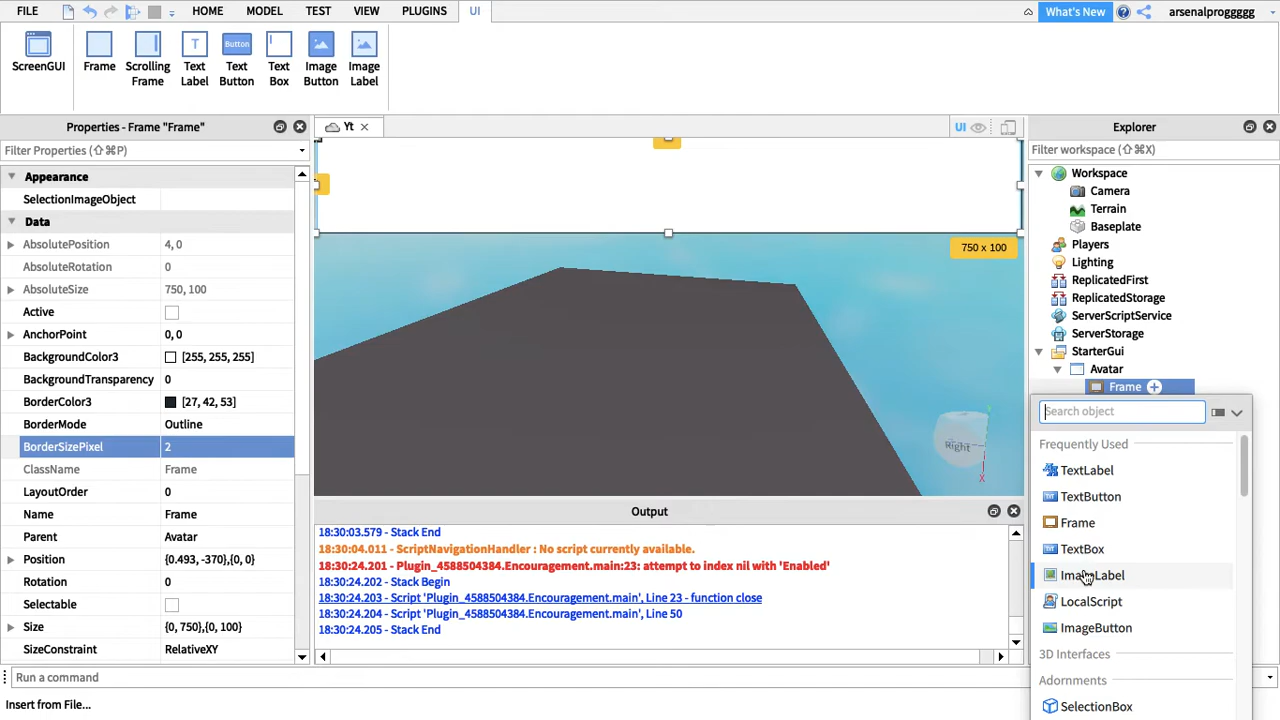 FILE HOME MODEL TEST VIEW PLUGINS UI What's New arsenalproggggg
ScreenGUI Frame Scrolling Frame Text Label Button Text Button Text Box Image Button Image Label
Properties - Frame "Frame"
Filter Properties (⇧⌘P)
Appearance
SelectionImageObject
Data
AbsolutePosition 4, 0
AbsoluteRotation 0
AbsoluteSize 750, 100
Active
AnchorPoint 0, 0
BackgroundColor3 [255, 255, 255]
BackgroundTransparency 0
BorderColor3 [27, 42, 53]
BorderMode Outline
BorderSizePixel 2
ClassName Frame
LayoutOrder 0
Name Frame
Parent Avatar
Position {0.493, -370},{0, 0}
Rotation 0
Selectable
Size {0, 750},{0, 100}
SizeConstraint RelativeXY
Yt UI
750 x 100
Right
X
Output
18:30:03.579 - Stack End
18:30:04.011 - ScriptNavigationHandler : No script currently available.
18:30:24.201 - Plugin_4588504384.Encouragement.main:23: attempt to index nil with 'Enabled'
18:30:24.202 - Stack Begin
18:30:24.203 - Script 'Plugin_4588504384.Encouragement.main', Line 23 - function close
18:30:24.204 - Script 'Plugin_4588504384.Encouragement.main', Line 50
18:30:24.205 - Stack End
Explorer
Filter workspace (⇧⌘X)
Workspace
Camera
Terrain
Baseplate
Players
Lighting
ReplicatedFirst
ReplicatedStorage
ServerScriptService
ServerStorage
StarterGui
Avatar
Frame
Search object
Frequently Used
TextLabel
TextButton
Frame
TextBox
ImageLabel
LocalScript
ImageButton
3D Interfaces
Adornments
SelectionBox
Run a command
Insert from File...